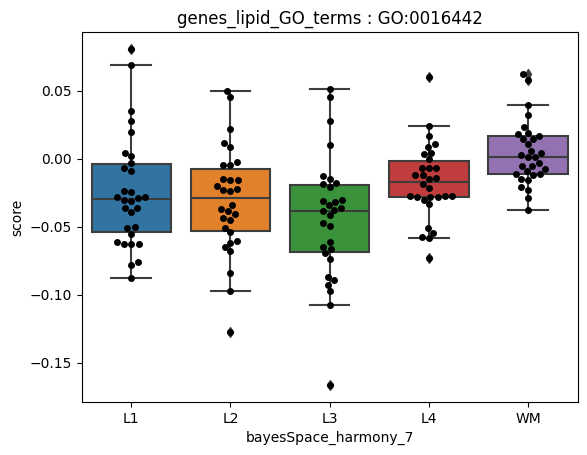 genes_lipid_GO_terms : GO:0016442
0.05
0.00
−0.05
−0.10
−0.15
score
L1 L2 L3 L4 WM
bayesSpace_harmony_7